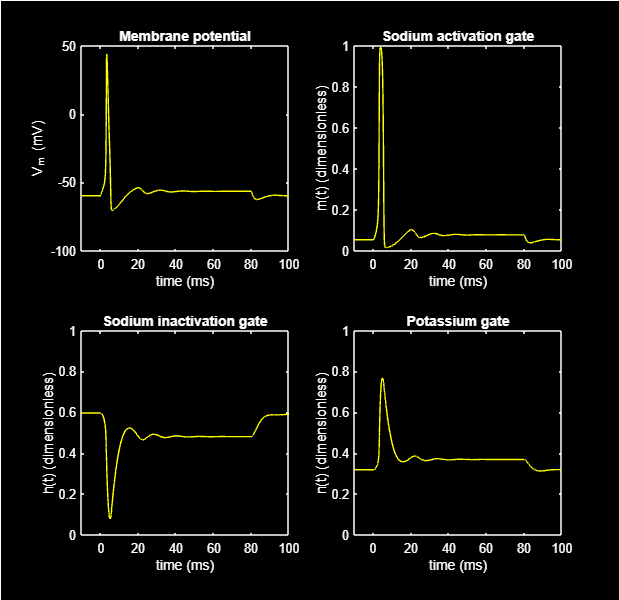 Membrane potential
50
0
-50
-100
V m (mV)
0 20 40 60 80 100
time (ms)
Sodium activation gate
1
0.8
0.6
0.4
0.2
0
m(t) (dimensionless)
0 20 40 60 80 100
time (ms)
Sodium inactivation gate
1
0.8
0.6
0.4
0.2
0
h(t) (dimensionless)
0 20 40 60 80 100
time (ms)
Potassium gate
1
0.8
0.6
0.4
0.2
0
n(t) (dimensionless)
0 20 40 60 80 100
time (ms)